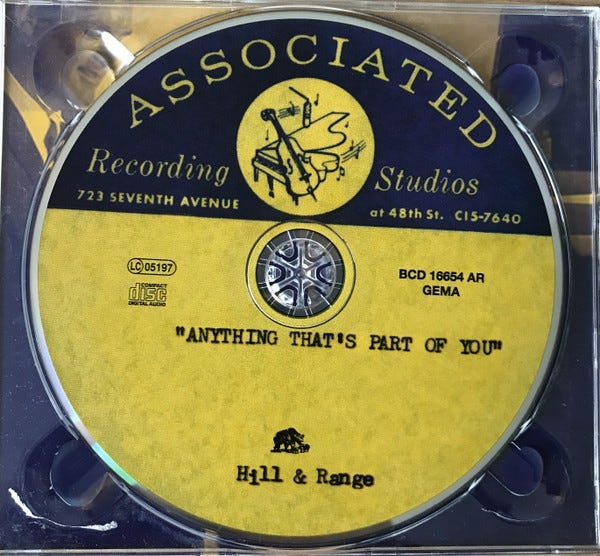 ASSOCIATED
Recording Studios
723 SEVENTH AVENUE at 48th St. CI5-7640
LC 05197
COMPACT
disc
DIGITAL AUDIO
BCD 16654 AR
GEMA
"ANYTHING THAT'S PART OF YOU"
Hill & Range